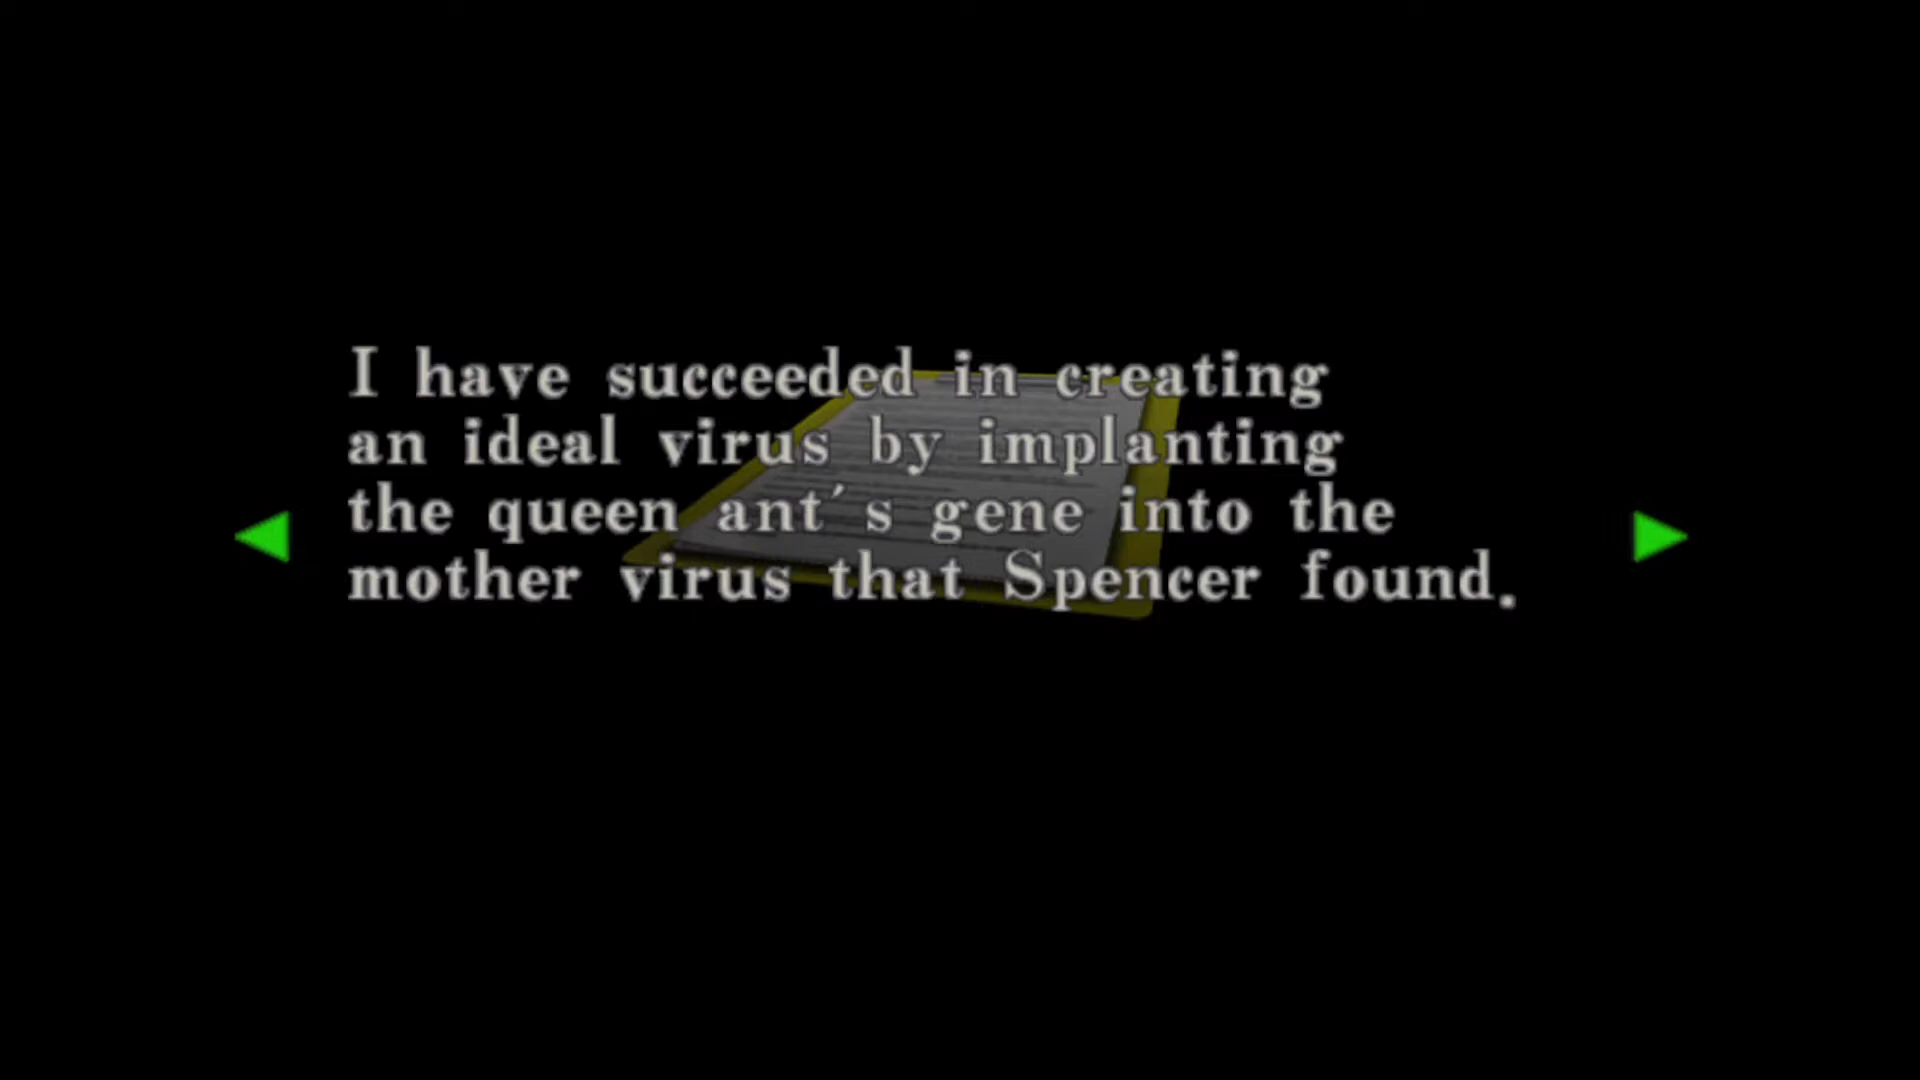 I have succeeded in creating
an ideal virus by implanting
the queen ant's gene into the
mother virus that Spencer found.